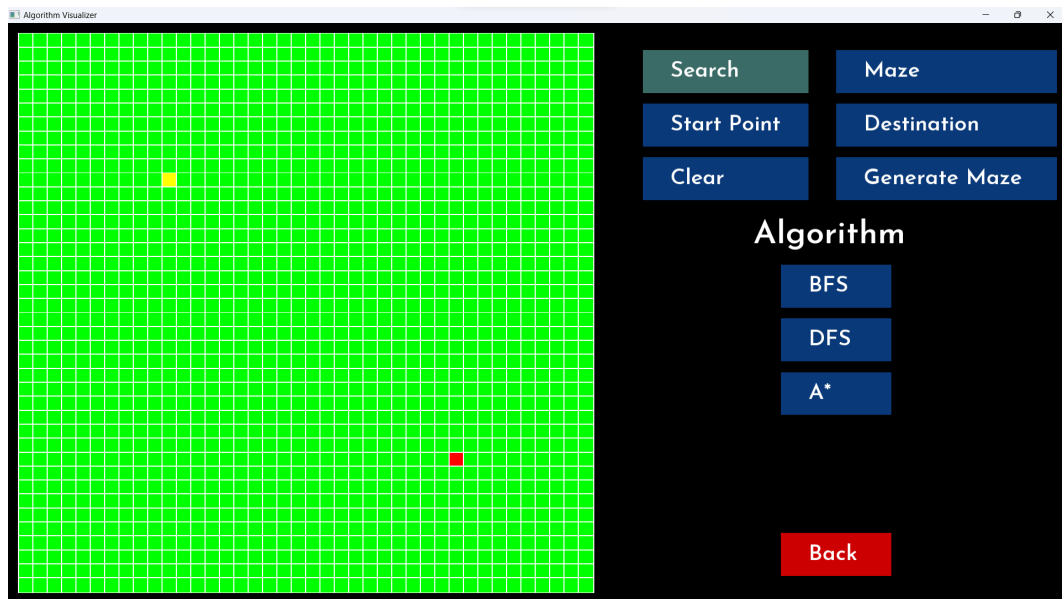 Algorithm Visualizer
Search
Maze
Start Point
Destination
Clear
Generate Maze
Algorithm
BFS
DFS
A*
Back